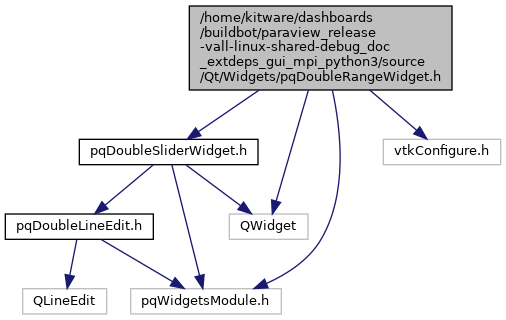 /home/kitware/dashboards
/buildbot/paraview_release
-vall-linux-shared-debug_doc
_extdeps_gui_mpi_python3/source
/Qt/Widgets/pqDoubleRangeWidget.h
pqDoubleSliderWidget.h
vtkConfigure.h
pqDoubleLineEdit.h
QWidget
QLineEdit
pqWidgetsModule.h